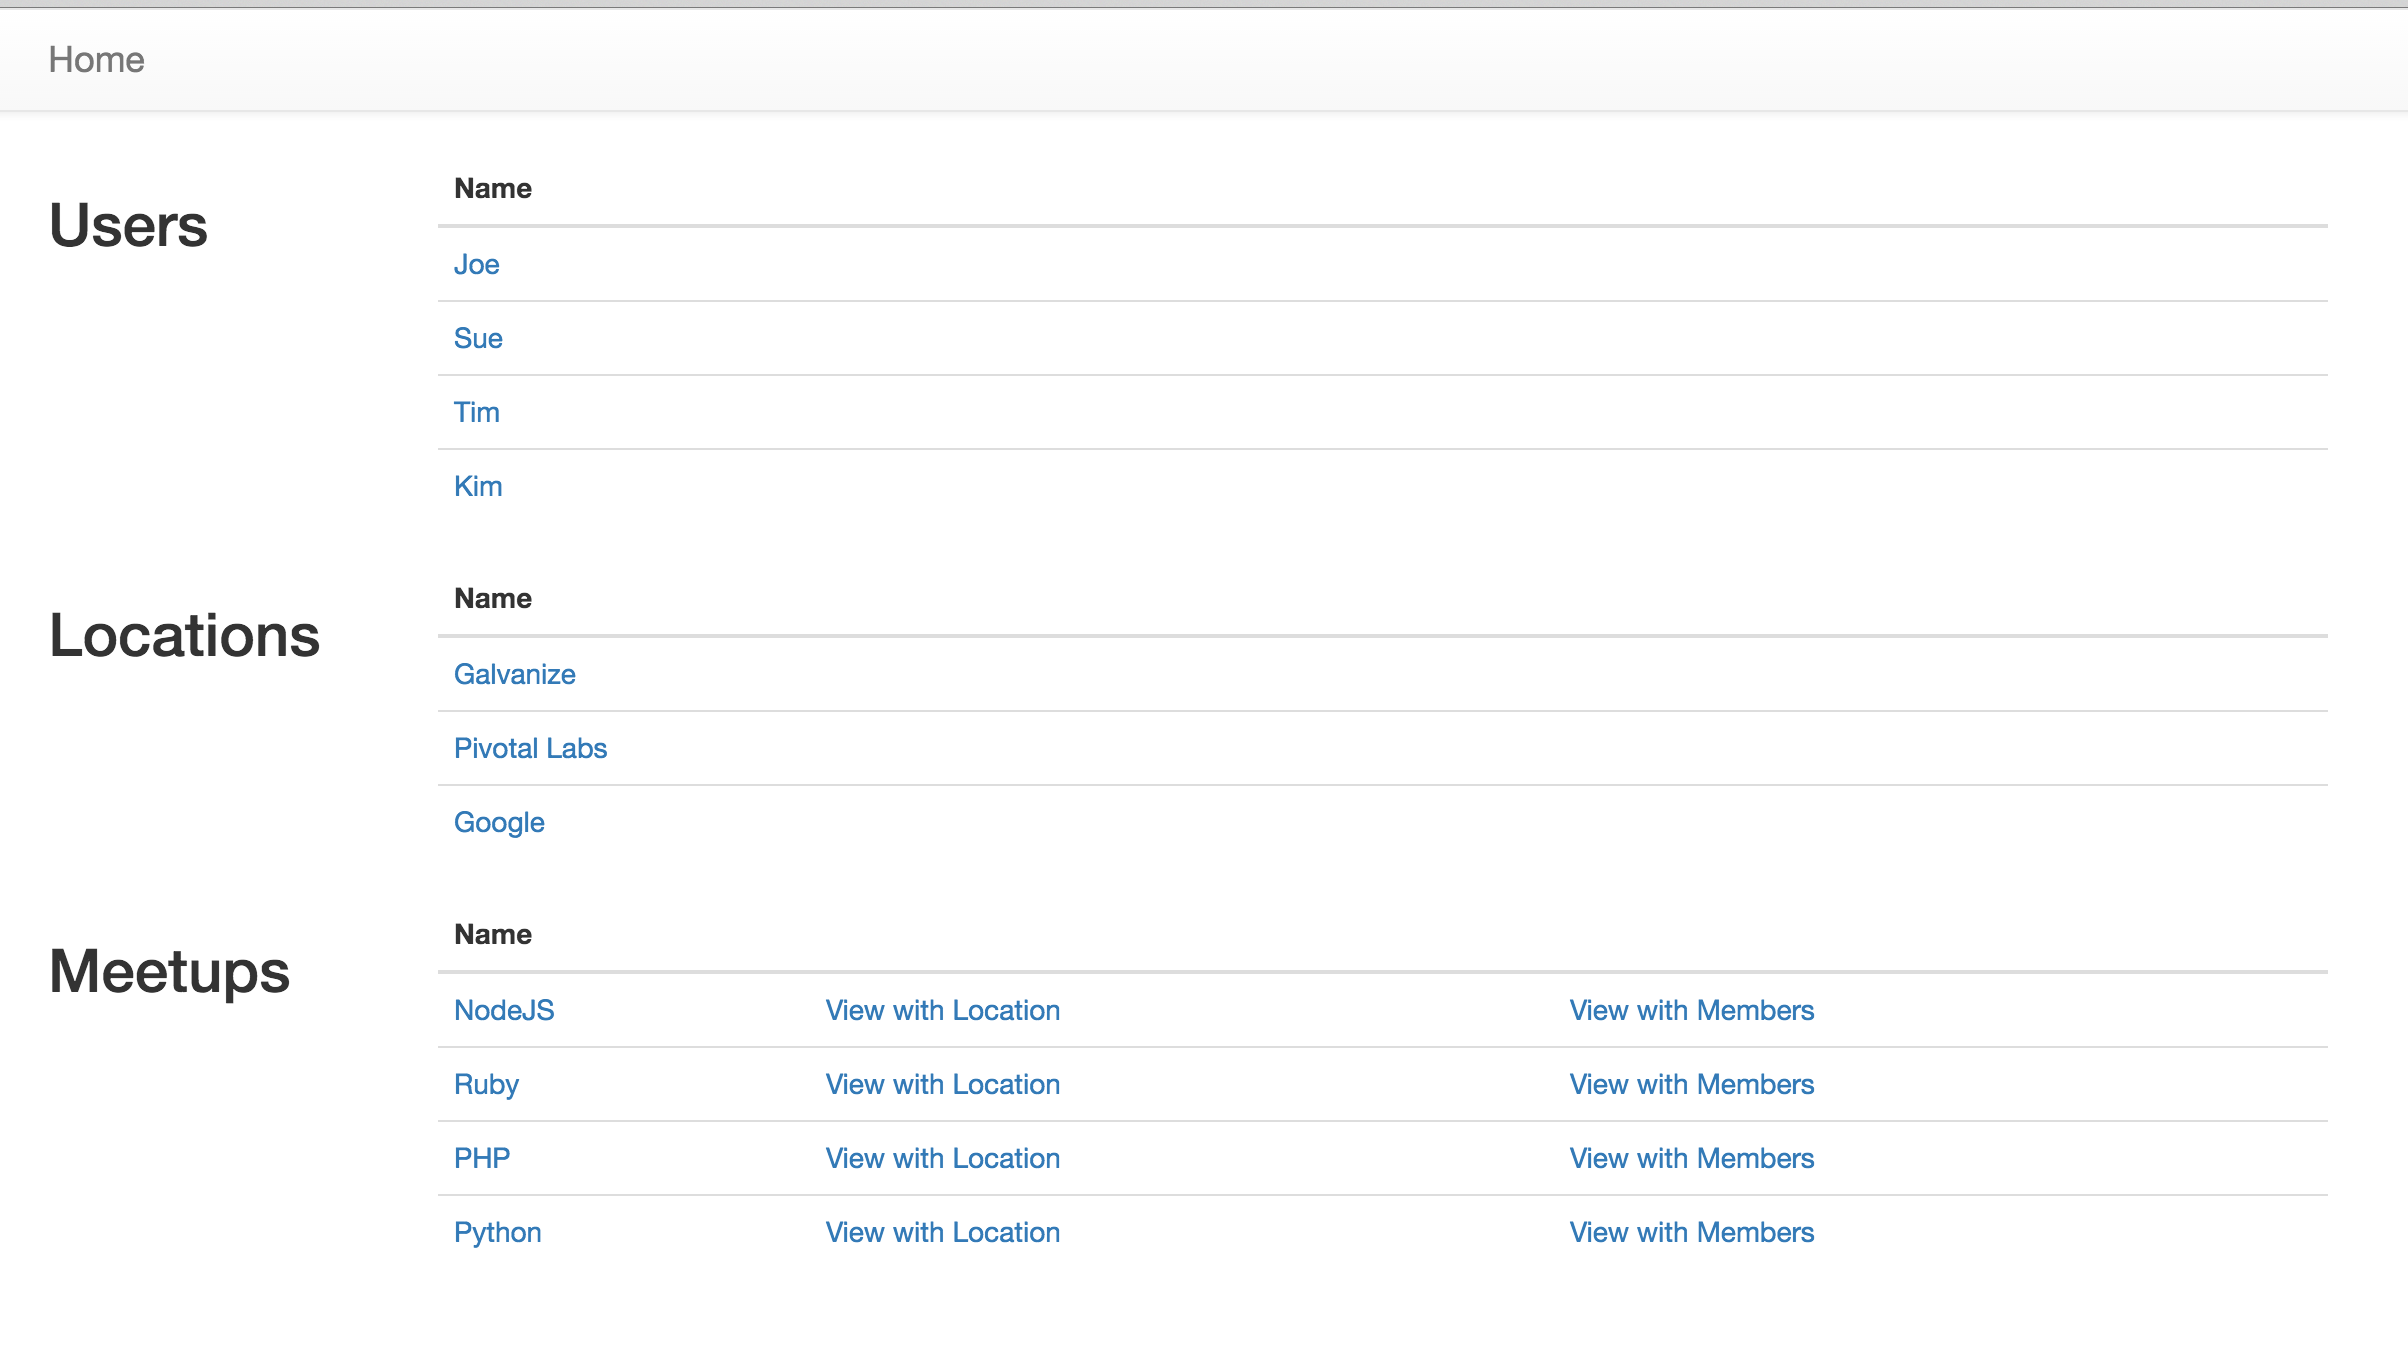 Home
Users
Name
Joe
Sue
Tim
Kim
Locations
Name
Galvanize
Pivotal Labs
Google
Meetups
Name
NodeJS View with Location View with Members
Ruby View with Location View with Members
PHP View with Location View with Members
Python View with Location View with Members